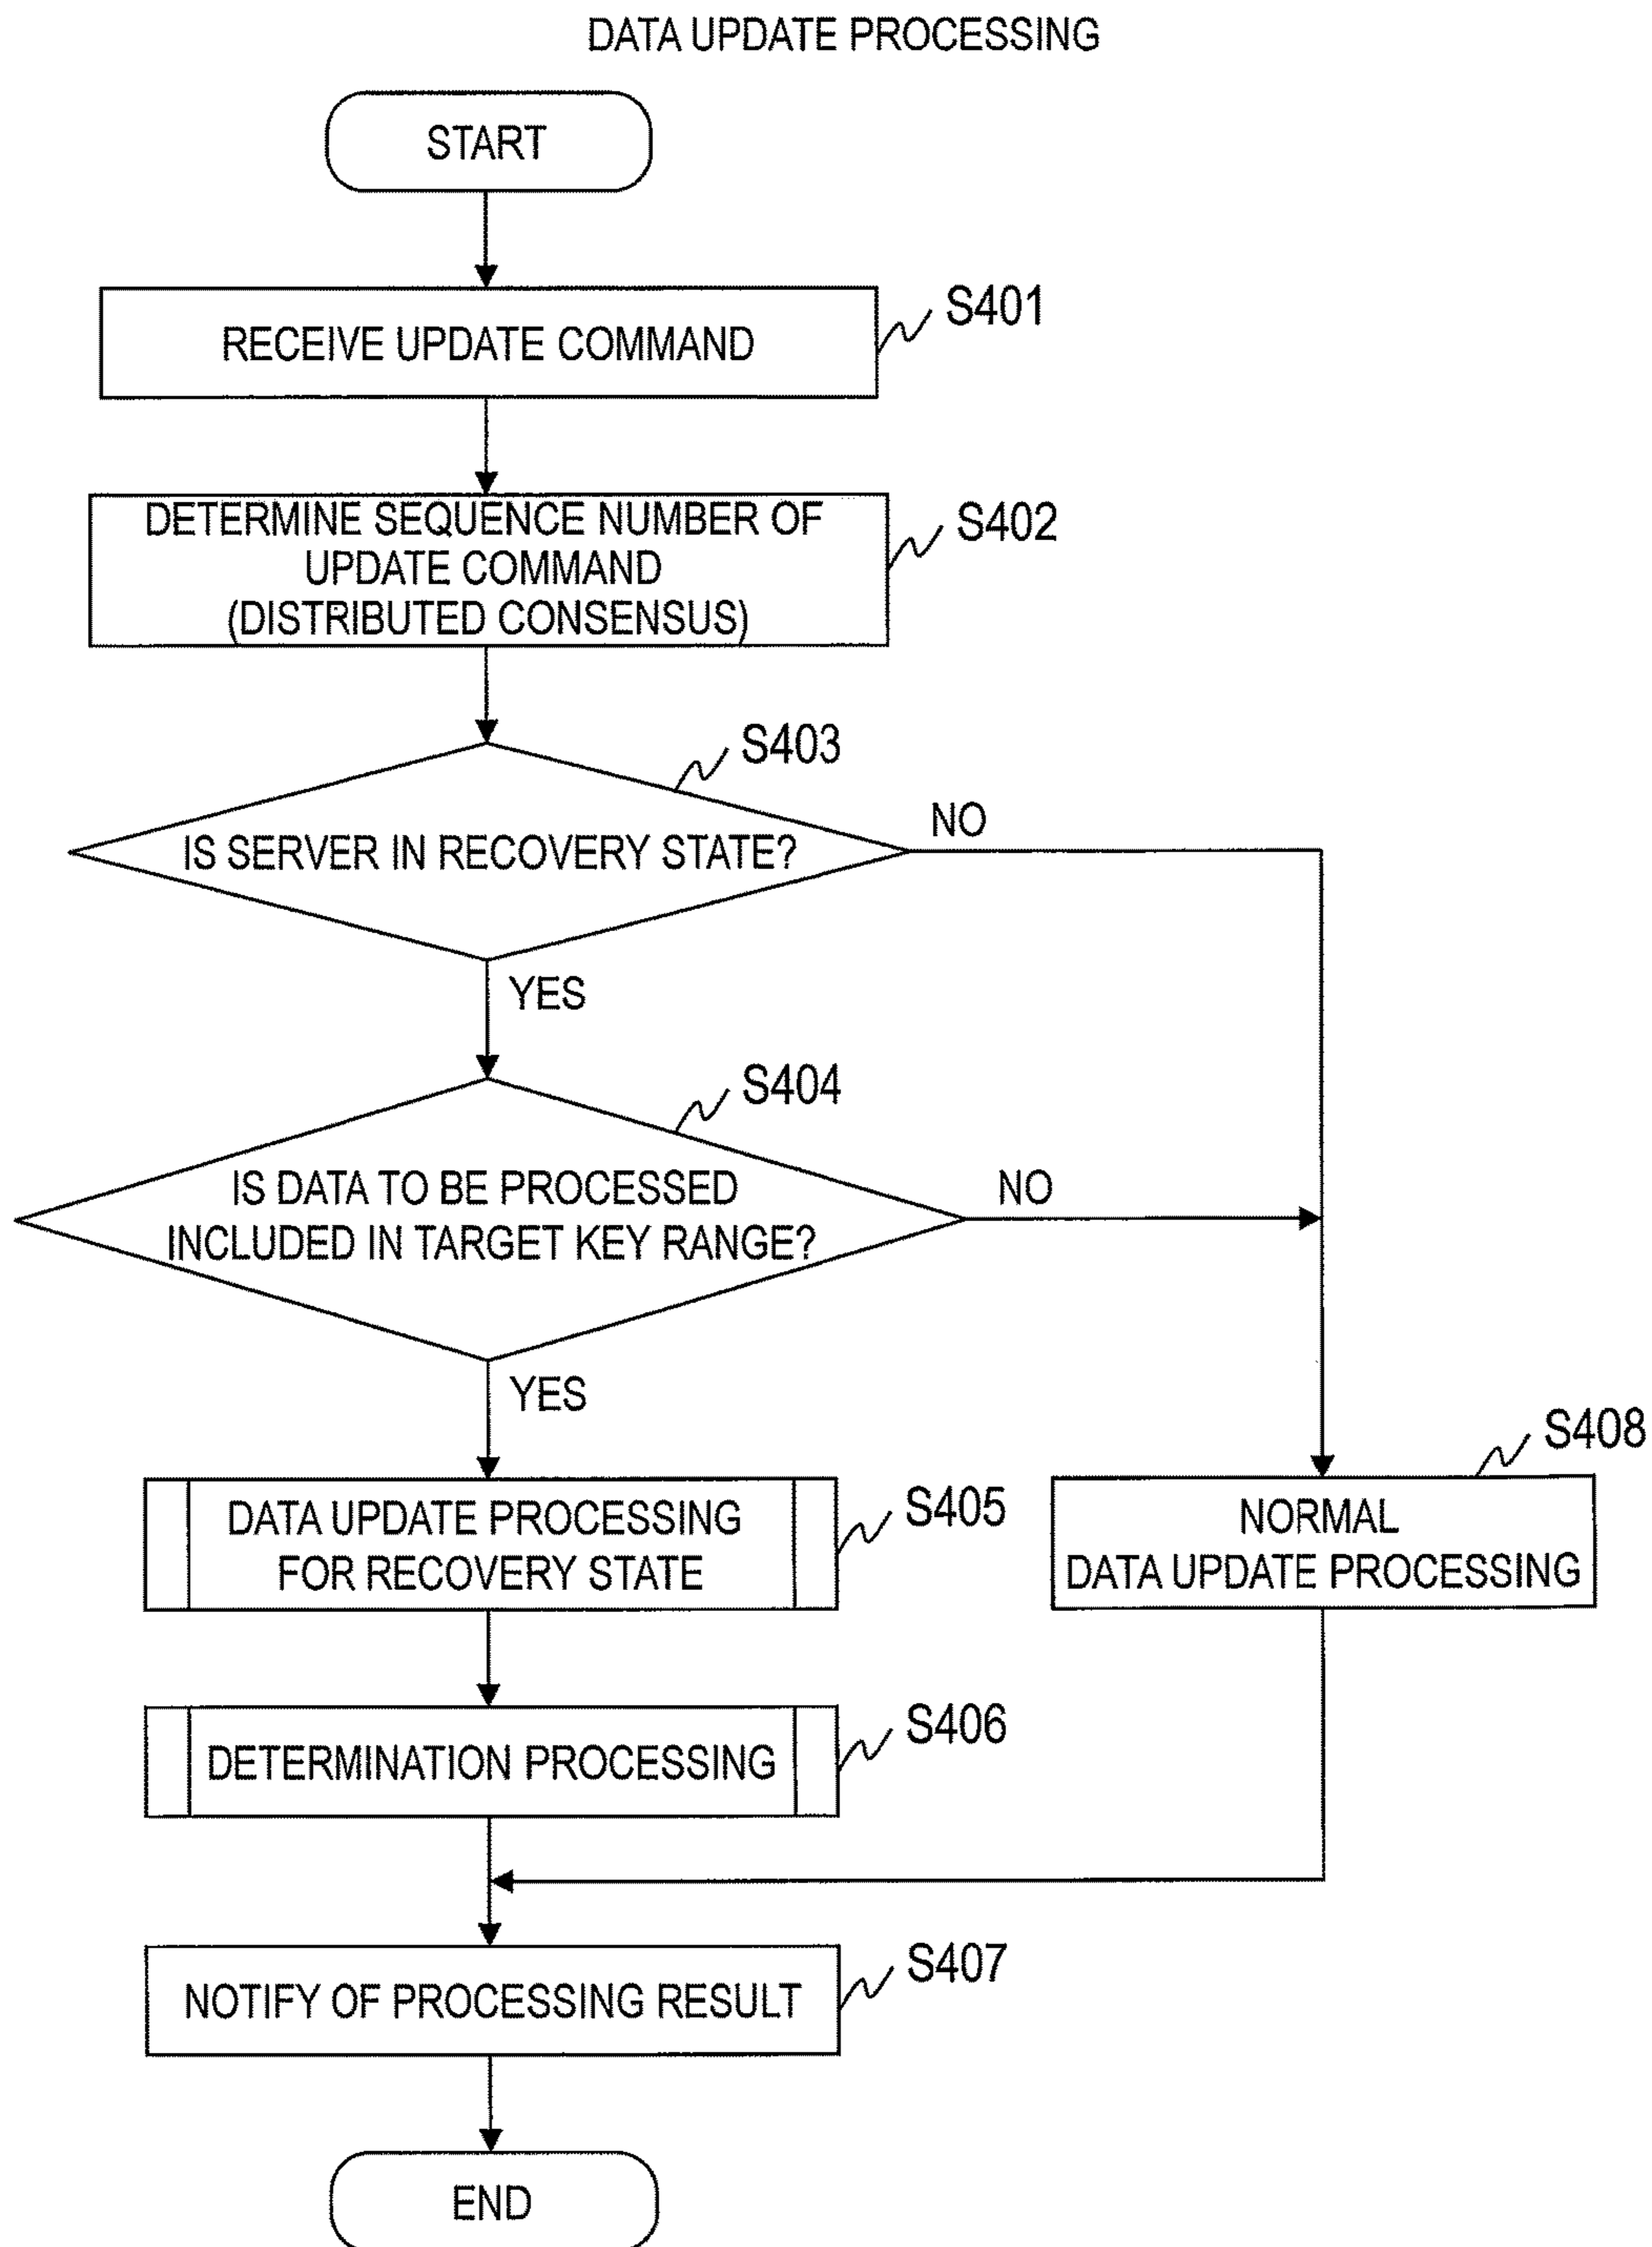 DATA UPDATE PROCESSING
START
RECEIVE UPDATE COMMAND
S401
DETERMINE SEQUENCE NUMBER OF
UPDATE COMMAND
(DISTRIBUTED CONSENSUS)
S402
S403
IS SERVER IN RECOVERY STATE?
NO
YES
S404
IS DATA TO BE PROCESSED
INCLUDED IN TARGET KEY RANGE?
NO
YES
DATA UPDATE PROCESSING
FOR RECOVERY STATE
S405
S408
NORMAL
DATA UPDATE PROCESSING
DETERMINATION PROCESSING
S406
NOTIFY OF PROCESSING RESULT
S407
END